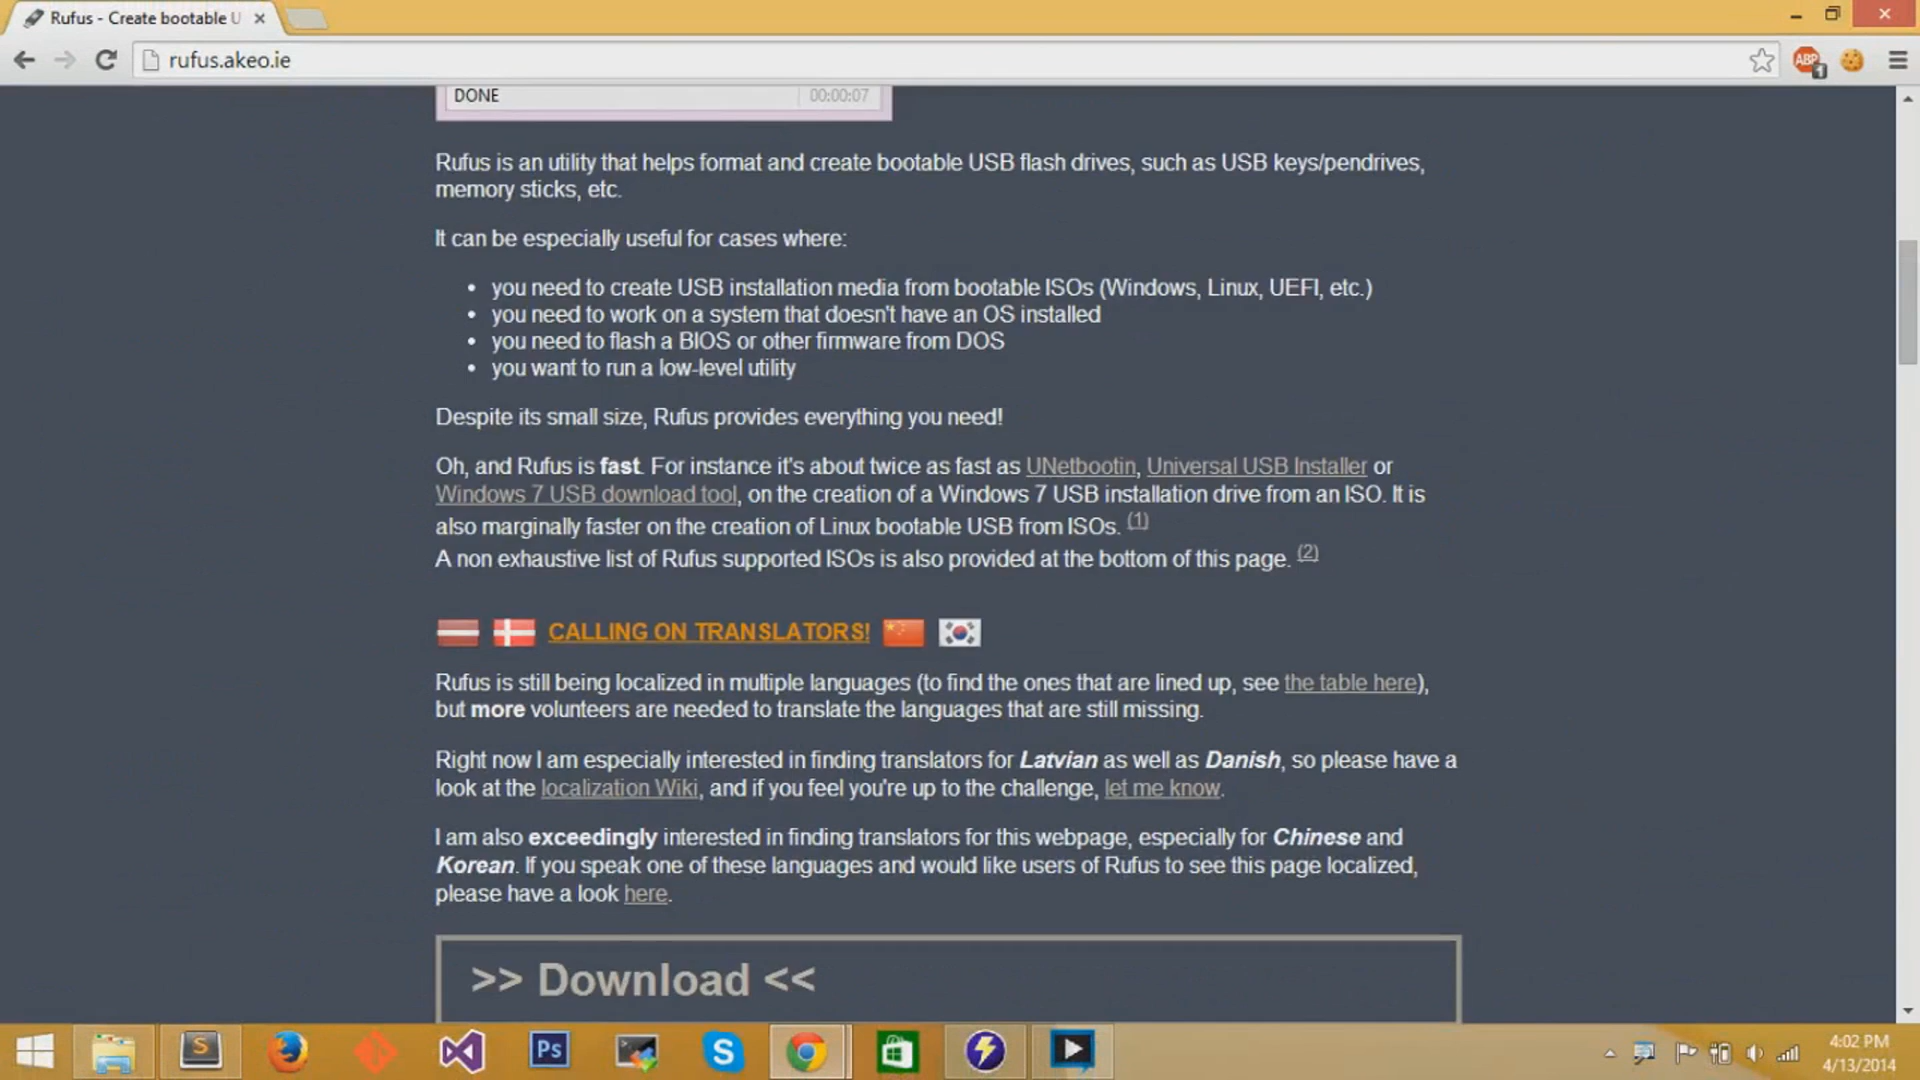 Rufus - Create bootable U
rufus.akeo.ie
ABP
1
DONE 00:00:07
Rufus is an utility that helps format and create bootable USB flash drives, such as USB keys/pendrives,
memory sticks, etc.
It can be especially useful for cases where:
• you need to create USB installation media from bootable ISOs (Windows, Linux, UEFI, etc.)
• you need to work on a system that doesn't have an OS installed
• you need to flash a BIOS or other firmware from DOS
• you want to run a low-level utility
Despite its small size, Rufus provides everything you need!
Oh, and Rufus is fast. For instance it's about twice as fast as UNetbootin, Universal USB Installer or
Windows 7 USB download tool, on the creation of a Windows 7 USB installation drive from an ISO. It is
also marginally faster on the creation of Linux bootable USB from ISOs. (1)
A non exhaustive list of Rufus supported ISOs is also provided at the bottom of this page. (2)
CALLING ON TRANSLATORS!
Rufus is still being localized in multiple languages (to find the ones that are lined up, see the table here),
but more volunteers are needed to translate the languages that are still missing.
Right now I am especially interested in finding translators for Latvian as well as Danish, so please have a
look at the localization Wiki, and if you feel you're up to the challenge, let me know.
I am also exceedingly interested in finding translators for this webpage, especially for Chinese and
Korean. If you speak one of these languages and would like users of Rufus to see this page localized,
please have a look here.
>> Download <<
S
Ps
S
4:02 PM
4/13/2014